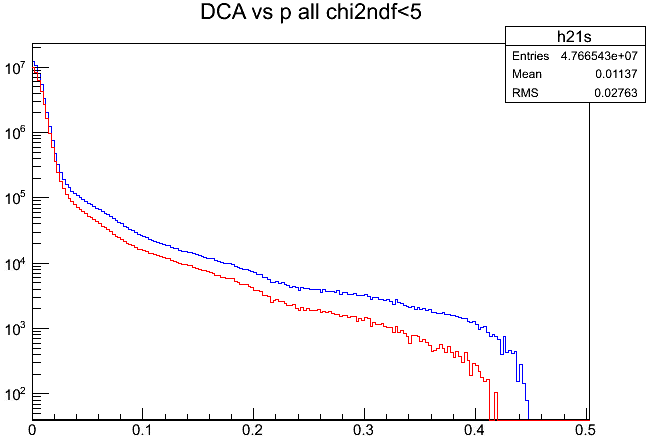 DCA vs p all chi2ndf<5
h21s
Entries 4.766543e+07
Mean 0.01137
RMS 0.02763
10^7
10^6
10^5
10^4
10^3
10^2
0 0.1 0.2 0.3 0.4 0.5